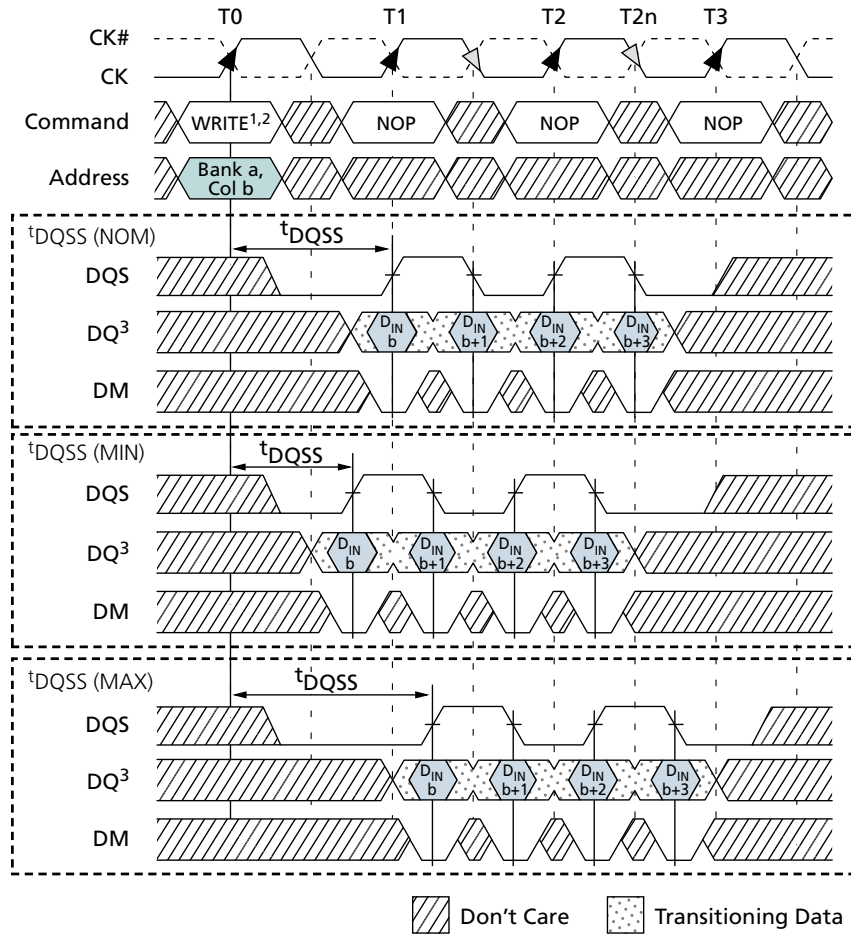 T0 T1 T2 T2n T3
CK#
CK
Command WRITE1,2 NOP NOP NOP
Address Bank a, Col b
tDQSS (NOM) tDQSS
DQS
DQ3 DIN b DIN b+1 DIN b+2 DIN b+3
DM
tDQSS (MIN) tDQSS
DQS
DQ3 DIN b DIN b+1 DIN b+2 DIN b+3
DM
tDQSS (MAX) tDQSS
DQS
DQ3 DIN b DIN b+1 DIN b+2 DIN b+3
DM
Don't Care Transitioning Data